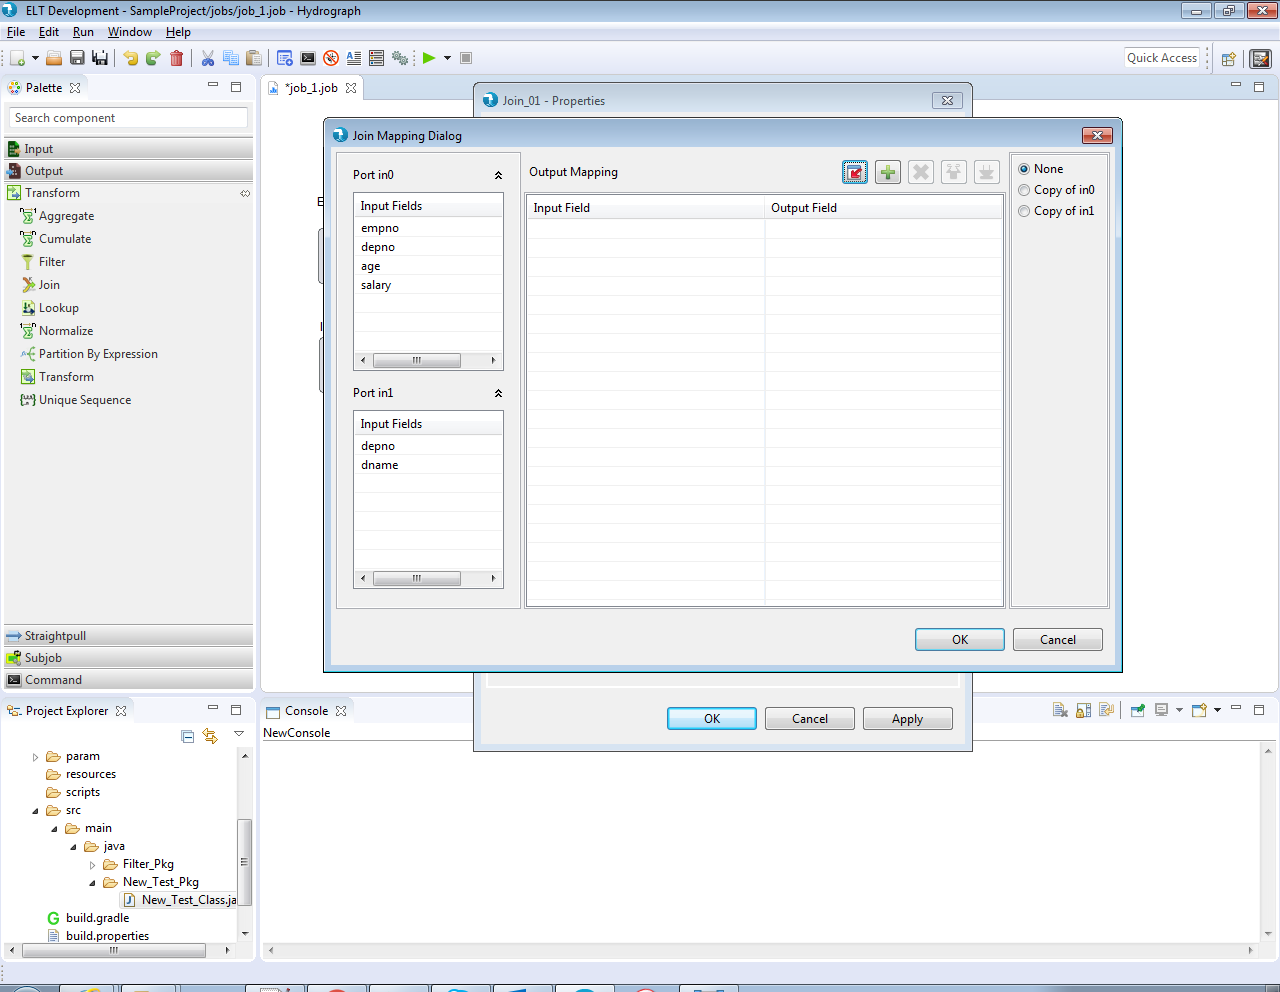 ELT Development - SampleProject/jobs/job_1.job - Hydrograph
File Edit Run Window Help
Quick Access
Palette
*job_1.job
Search component
Input
Output
Transform
Aggregate
Cumulate
Filter
Join
Lookup
Normalize
Partition By Expression
Transform
Unique Sequence
Straightpull
Subjob
Command
Join_01 - Properties
Join Mapping Dialog
Port in0
Input Fields
empno
depno
age
salary
Port in1
Input Fields
depno
dname
Output Mapping
Input Field Output Field
None
Copy of in0
Copy of in1
OK Cancel
OK Cancel Apply
Project Explorer
param
resources
scripts
src
main
java
Filter_Pkg
New_Test_Pkg
New_Test_Class.ja
build.gradle
build.properties
Console
NewConsole